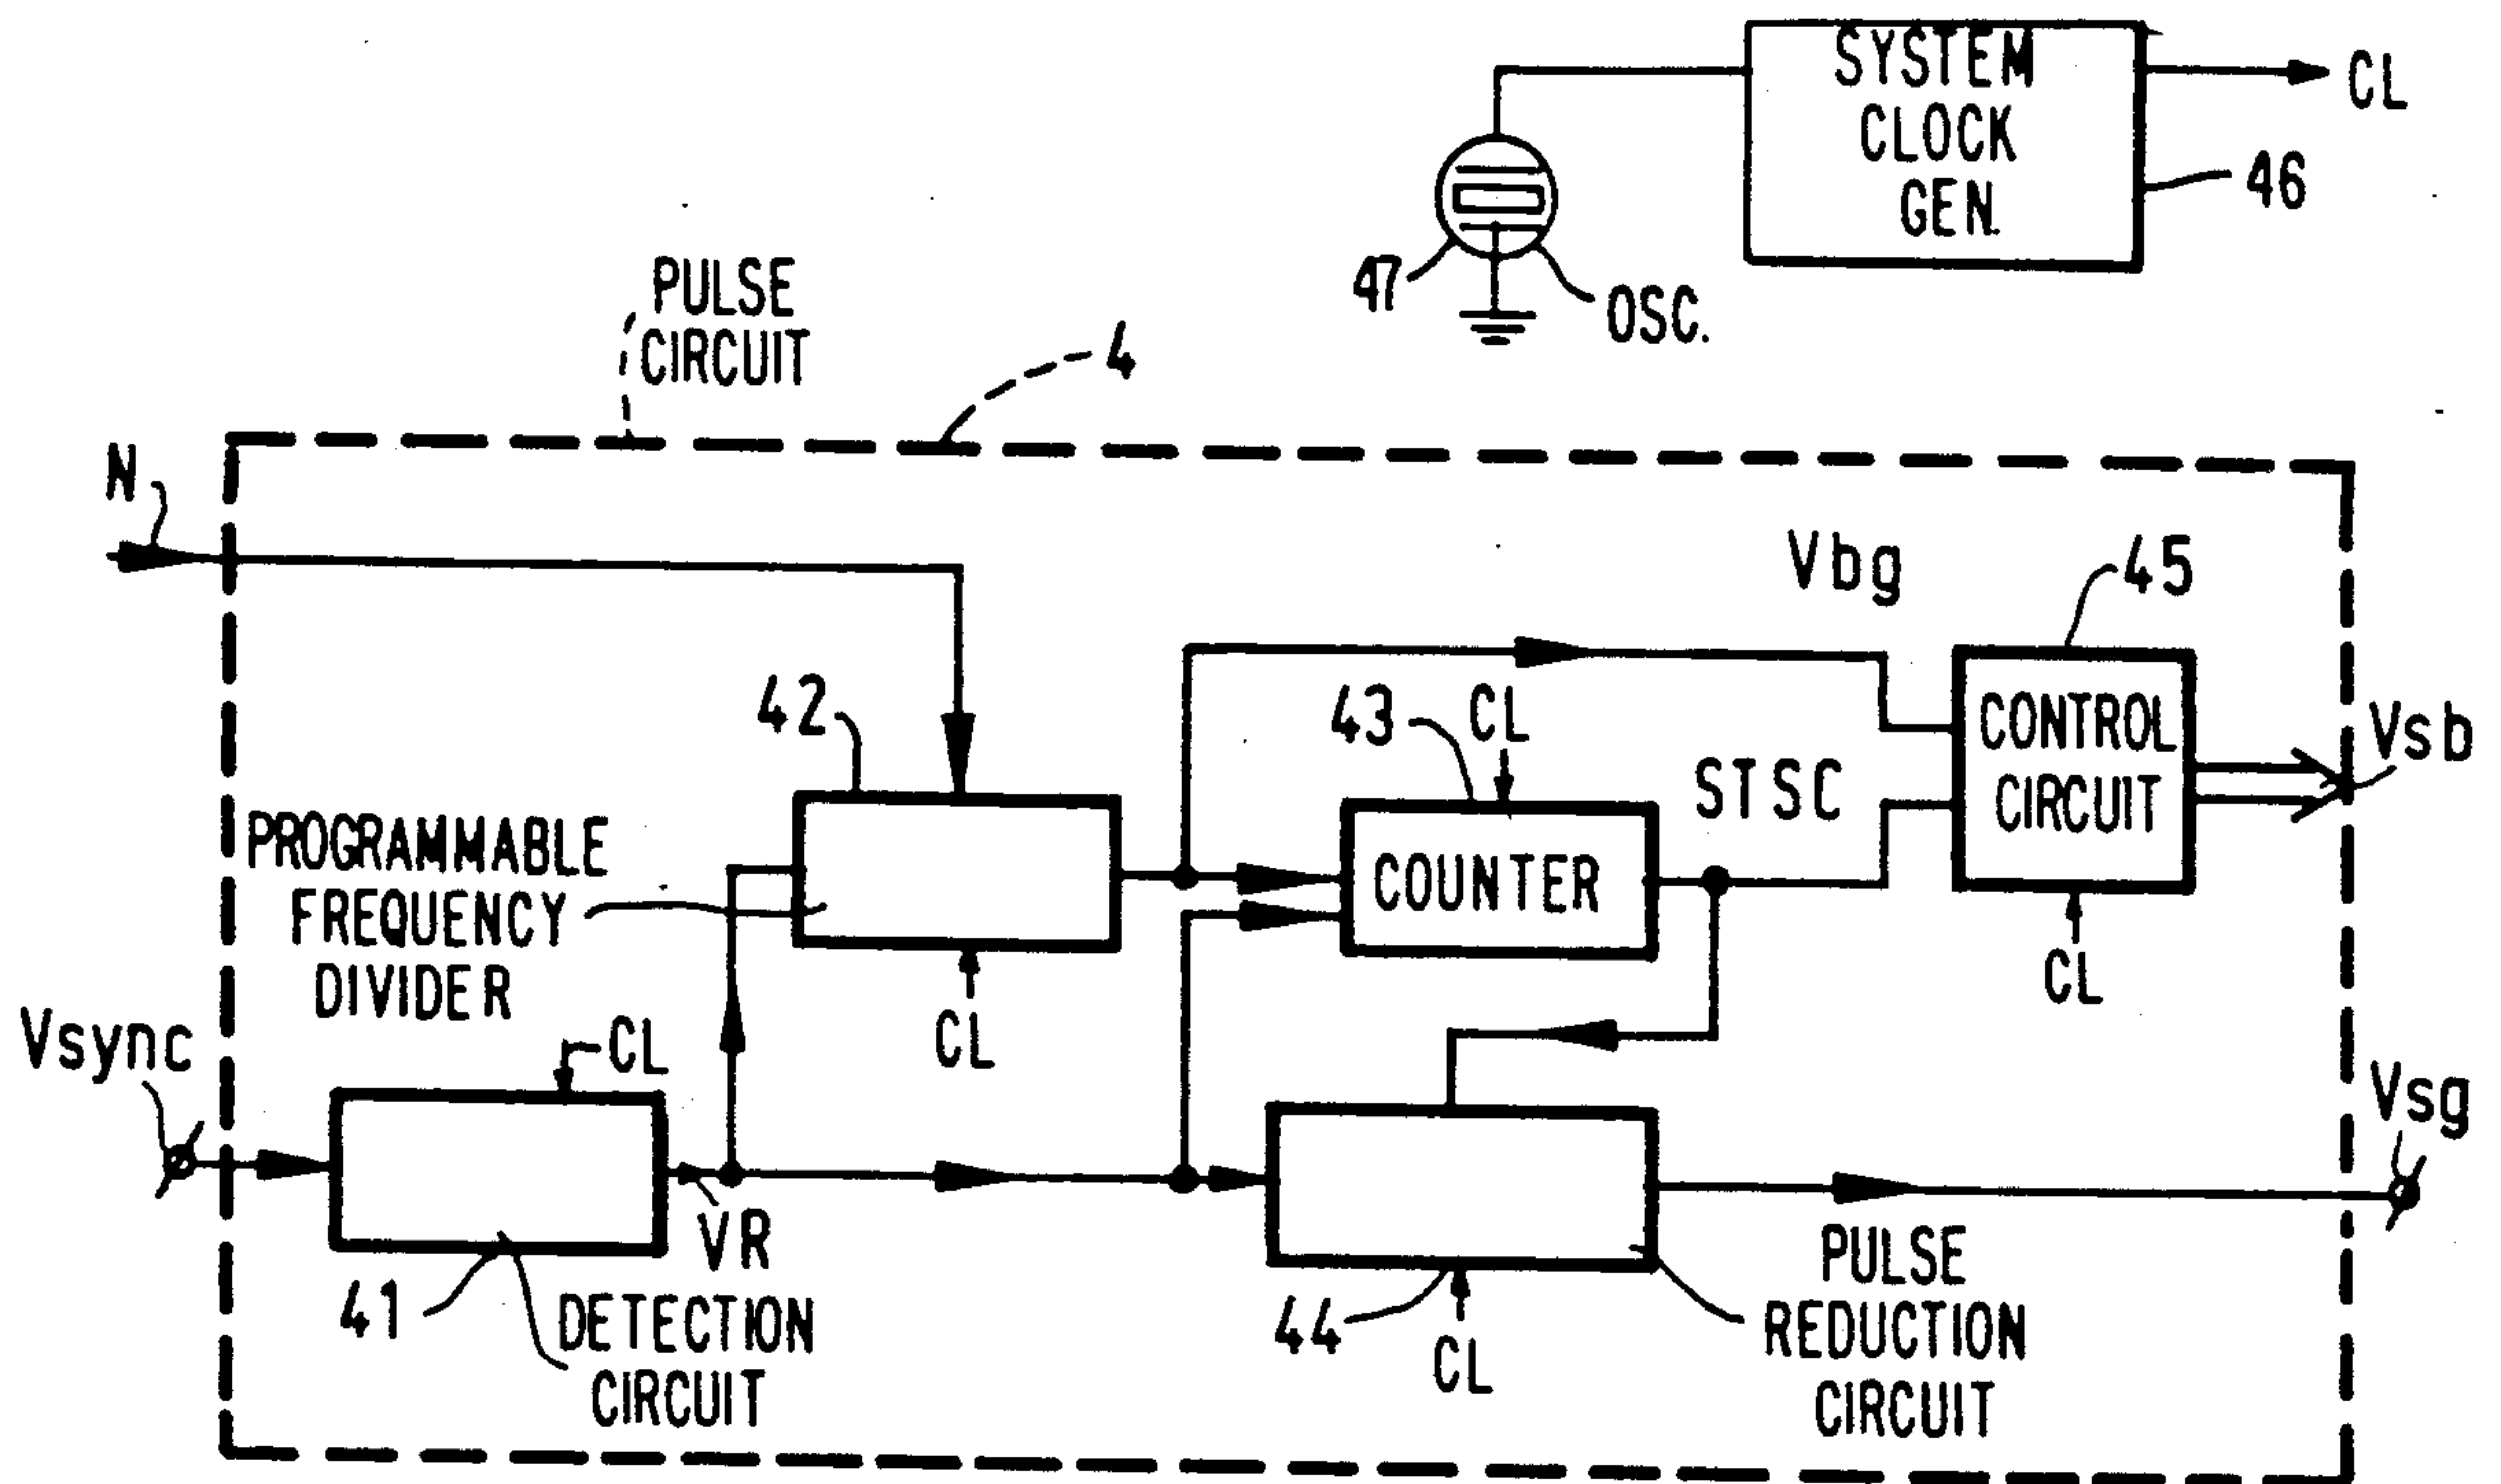 SYSTEM
CLOCK
GEN.
CL
46
47
OSC.
PULSE
CIRCUIT
4
N
Vbg
45
42
43
CL
STSC
CONTROL
CIRCUIT
Vsb
PROGRAMMABLE
FREQUENCY
DIVIDER
COUNTER
CL
CL
Vsync
CL
Vsg
VR
41
DETECTION
CIRCUIT
44
CL
PULSE
REDUCTION
CIRCUIT